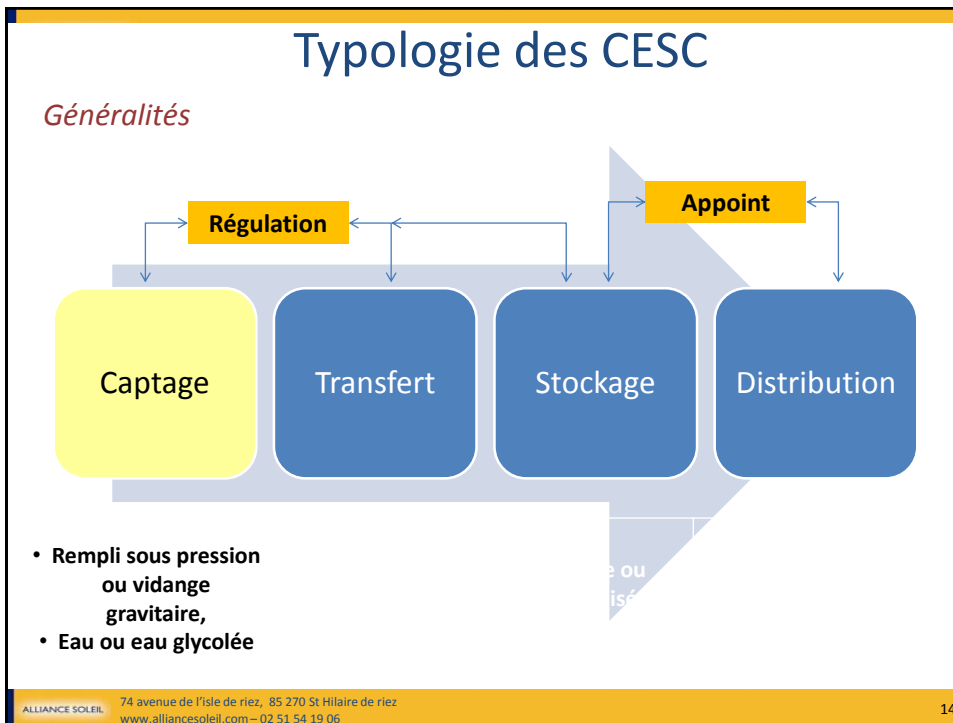 Typologie des CESC
Généralités
Régulation
Appoint
Captage
Transfert
Stockage
Distribution
• Rempli sous pression
ou vidange
gravitaire,
• Eau ou eau glycolée
e ou
isé
ALLIANCE SOLEIL
74 avenue de l'isle de riez, 85 270 St Hilaire de riez
www.alliancesoleil.com – 02 51 54 19 06
14